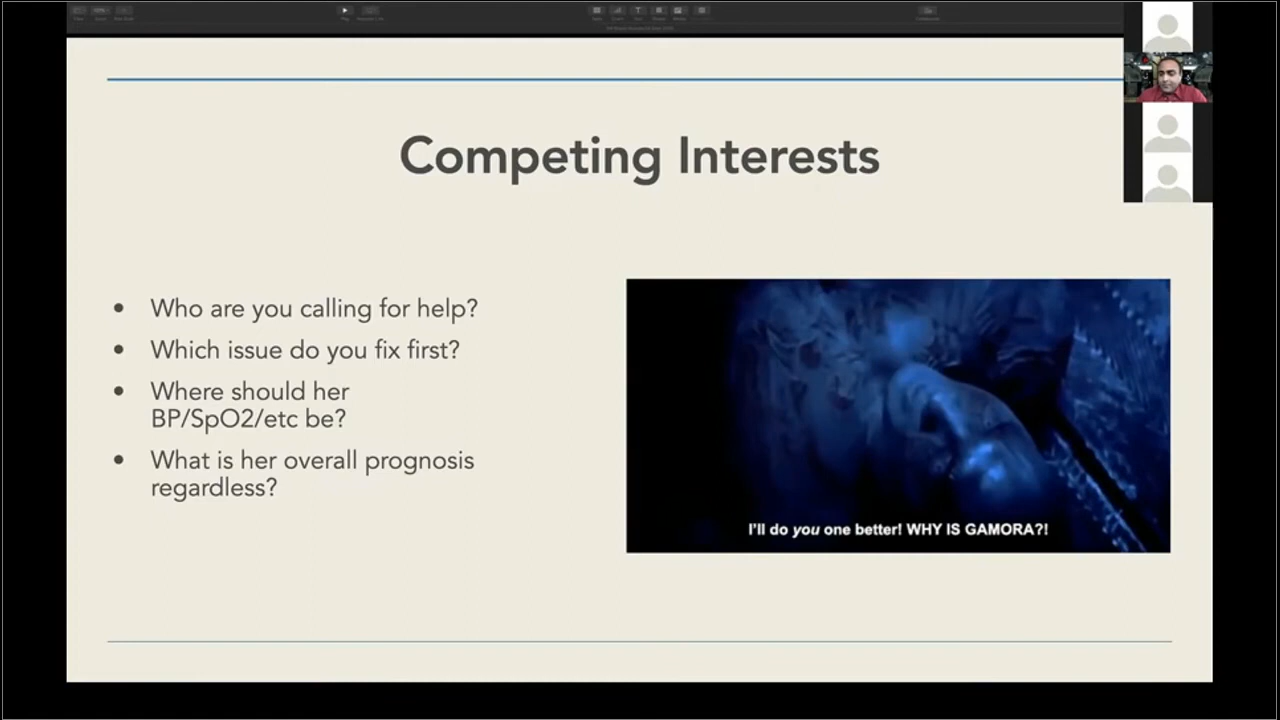 Competing Interests
• Who are you calling for help?
• Which issue do you fix first?
• Where should her
BP/SpO2/etc be?
• What is her overall prognosis
regardless?
I'll do you one better! WHY IS GAMORA?!